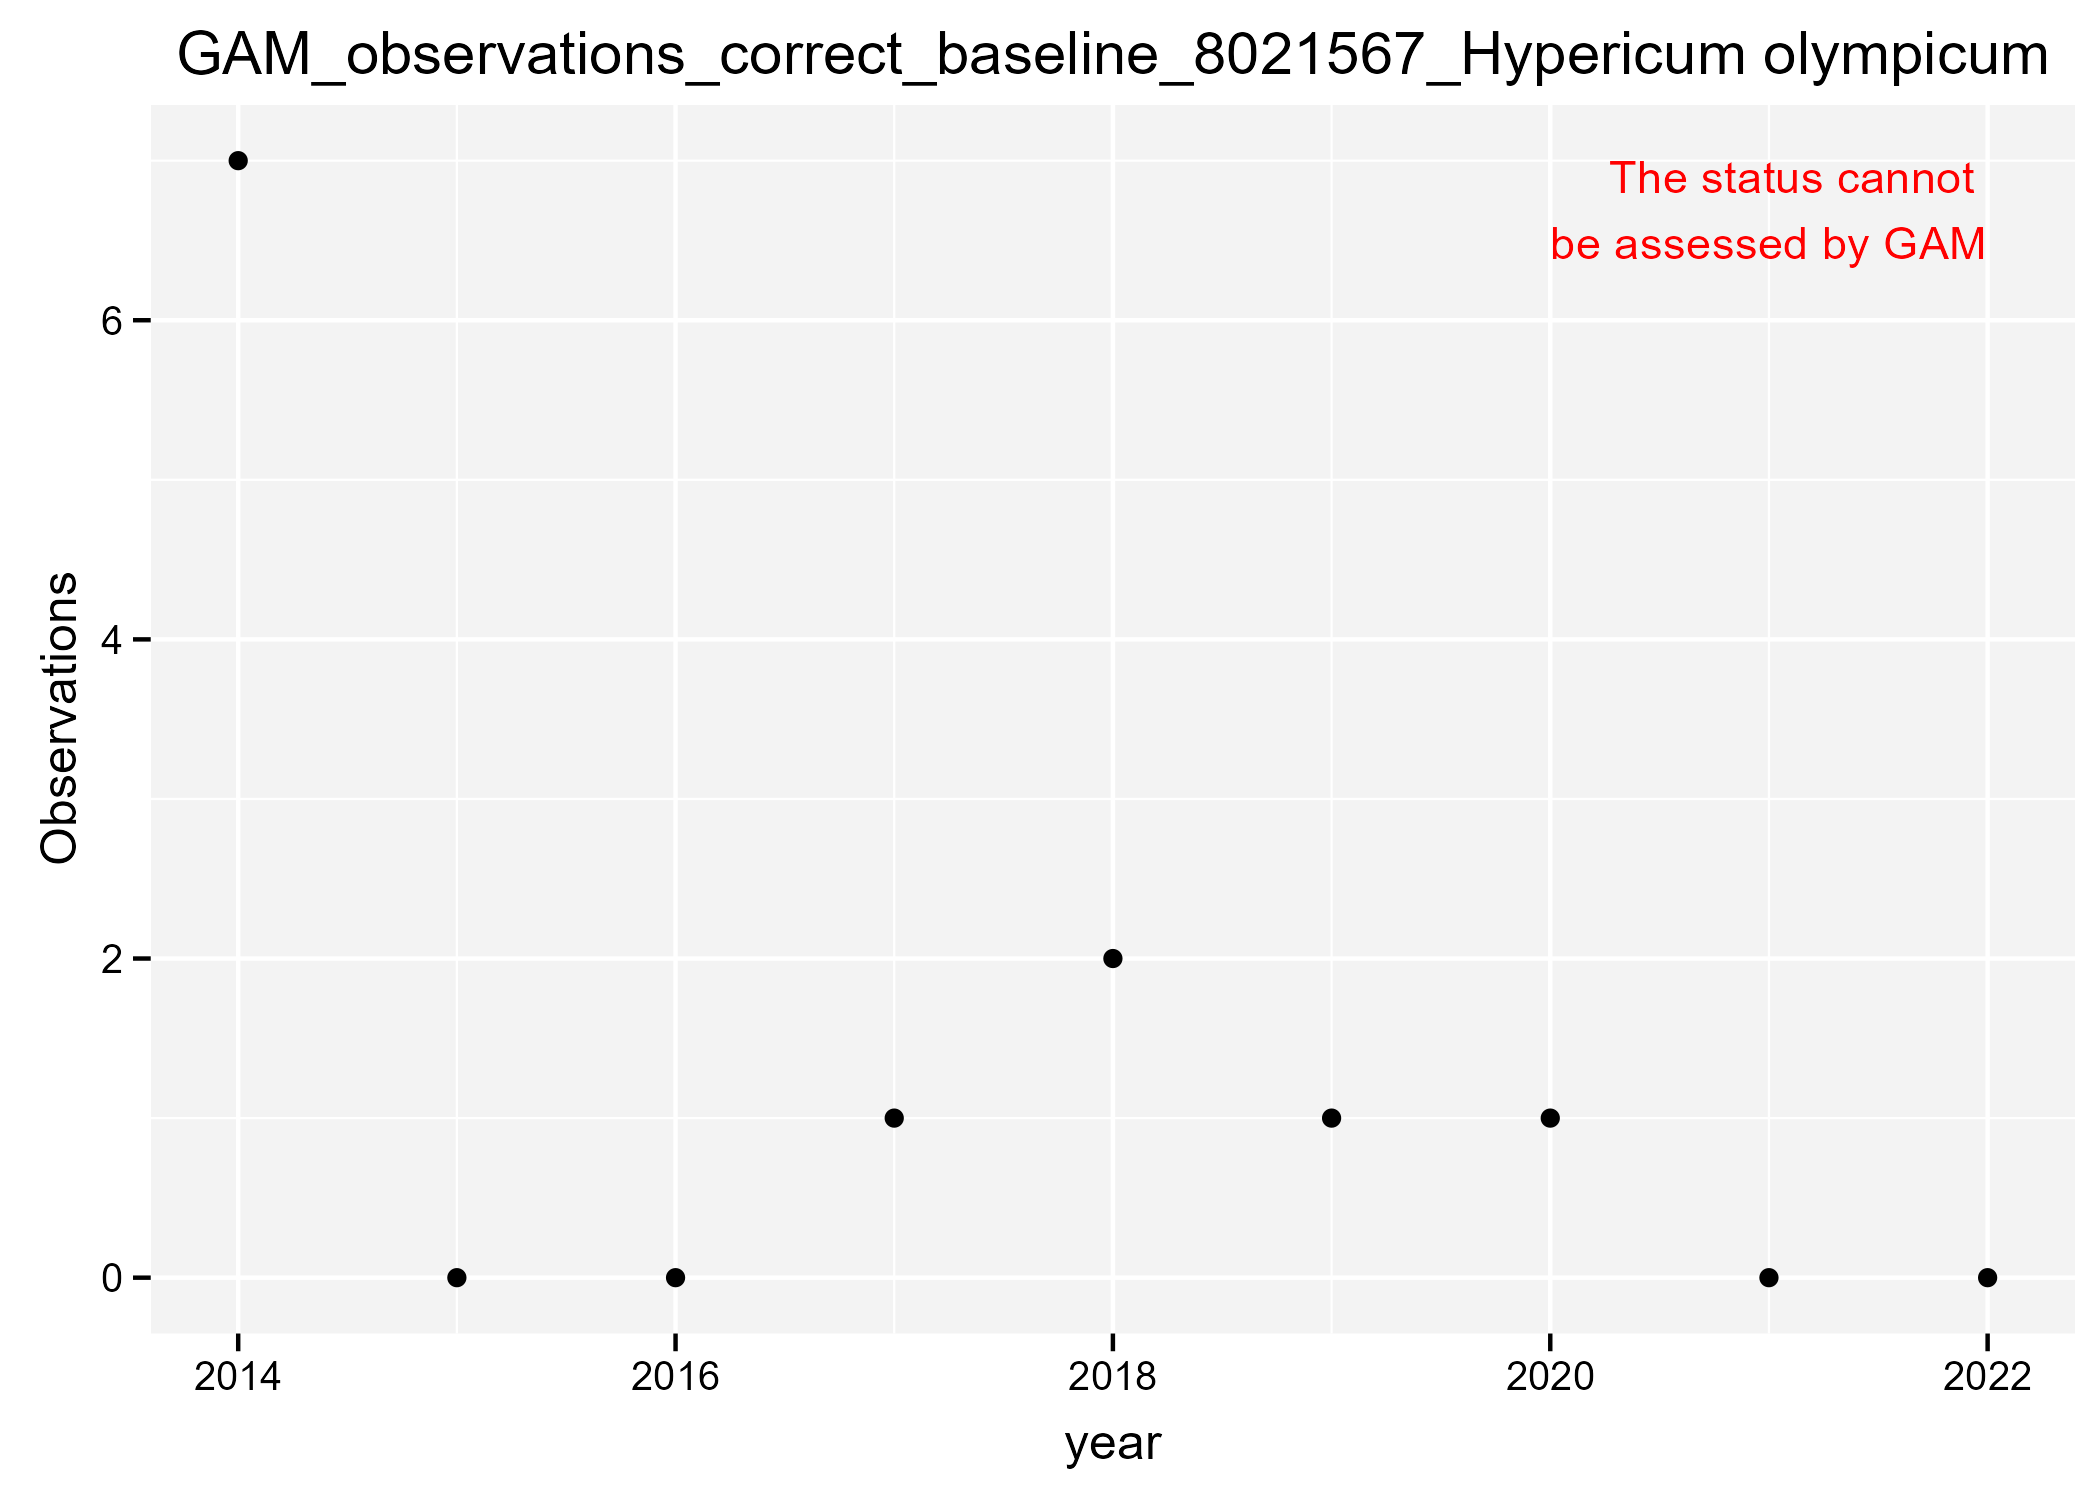 GAM_observations_correct_baseline_8021567_Hypericum olympicum
The status cannot
be assessed by GAM
6
4
2
0
Observations
2014 2016 2018 2020 2022
year